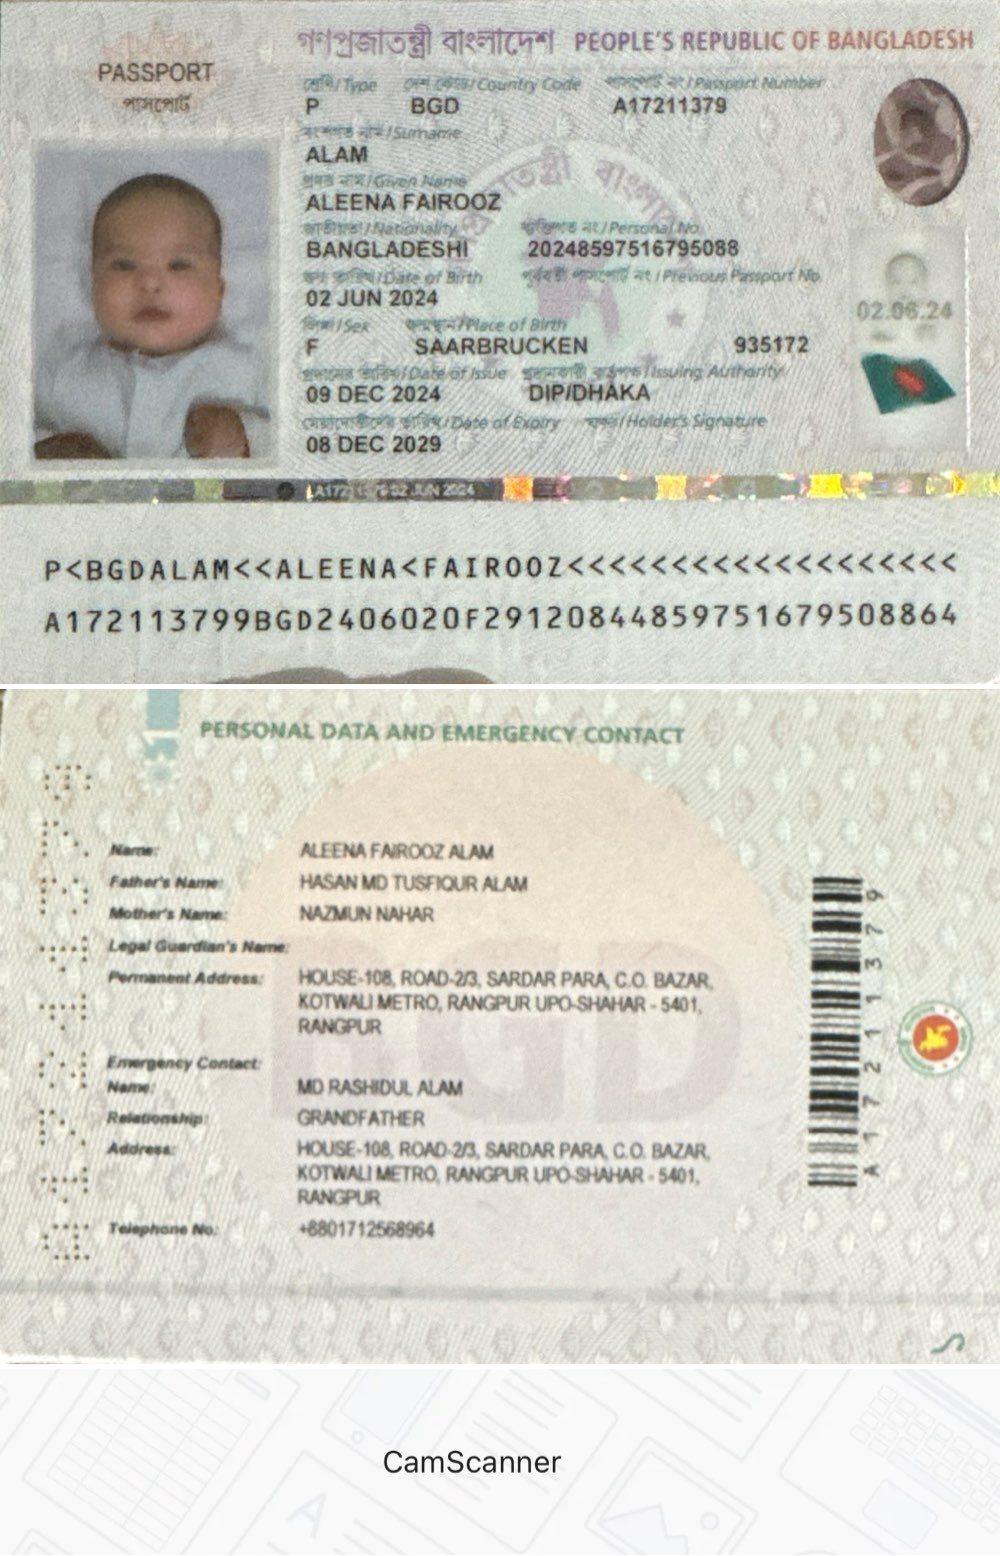 গণপ্রজাতন্ত্রী বাংলাদেশ PEOPLE'S REPUBLIC OF BANGLADESH
PASSPORT
পাসপোর্ট
শ্রেণি/Type দেশ কোড/Country Code পাসপোর্ট নং/Passport Number
P BGD A17211379
বংশগত নাম/Surname
ALAM
প্রদত্ত নাম/Given Name
ALEENA FAIROOZ
জাতীয়তা/Nationality ব্যক্তিগত নং/Personal No.
BANGLADESHI 20248597516795088
জন্ম তারিখ/Date of Birth পূর্ববর্তী পাসপোর্ট নং/Previous Passport No.
02 JUN 2024
লিঙ্গ/Sex জন্মস্থান/Place of Birth
F SAARBRUCKEN 935172
প্রদানের তারিখ/Date of Issue প্রদানকারী কর্তৃপক্ষ/Issuing Authority
09 DEC 2024 DIP/DHAKA
মেয়াদোত্তীর্ণের তারিখ/Date of Expiry স্বাক্ষর/Holder's Signature
08 DEC 2029
02.06.24
02 JUN 2024
P<BGDALAM<<ALEENA<FAIROOZ<<<<<<<<<<<<<<<<<<<
A172113799BGD2406020F29120844859751679508864
PERSONAL DATA AND EMERGENCY CONTACT
Name: ALEENA FAIROOZ ALAM
Father's Name: HASAN MD TUSFIQUR ALAM
Mother's Name: NAZMUN NAHAR
Legal Guardian's Name:
Permanent Address: HOUSE-108, ROAD-2/3, SARDAR PARA, C.O. BAZAR,
KOTWALI METRO, RANGPUR UPO-SHAHAR - 5401,
RANGPUR
Emergency Contact:
Name: MD RASHIDUL ALAM
Relationship: GRANDFATHER
Address: HOUSE-108, ROAD-2/3, SARDAR PARA, C.O. BAZAR,
KOTWALI METRO, RANGPUR UPO-SHAHAR - 5401,
RANGPUR
Telephone No.: +8801712568964
A17211379
BGD
CamScanner